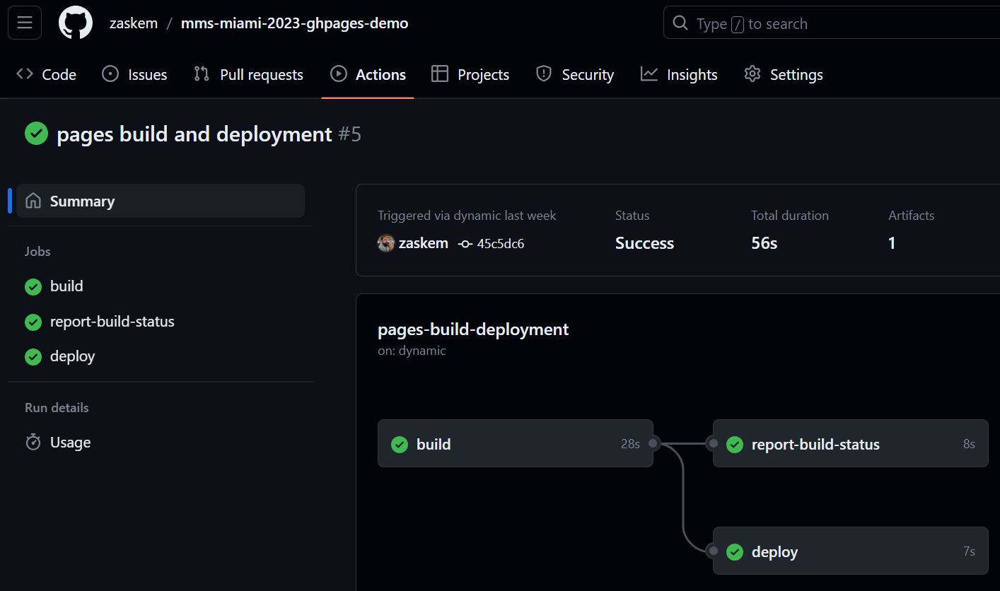 zaskem / mms-miami-2023-ghpages-demo
Type / to search
Code Issues Pull requests Actions Projects Security Insights Settings
pages build and deployment #5
Summary
Jobs
build
report-build-status
deploy
Run details
Usage
Triggered via dynamic last week
zaskem 45c5dc6
Status
Success
Total duration
56s
Artifacts
1
pages-build-deployment
on: dynamic
build 28s
report-build-status 8s
deploy 7s